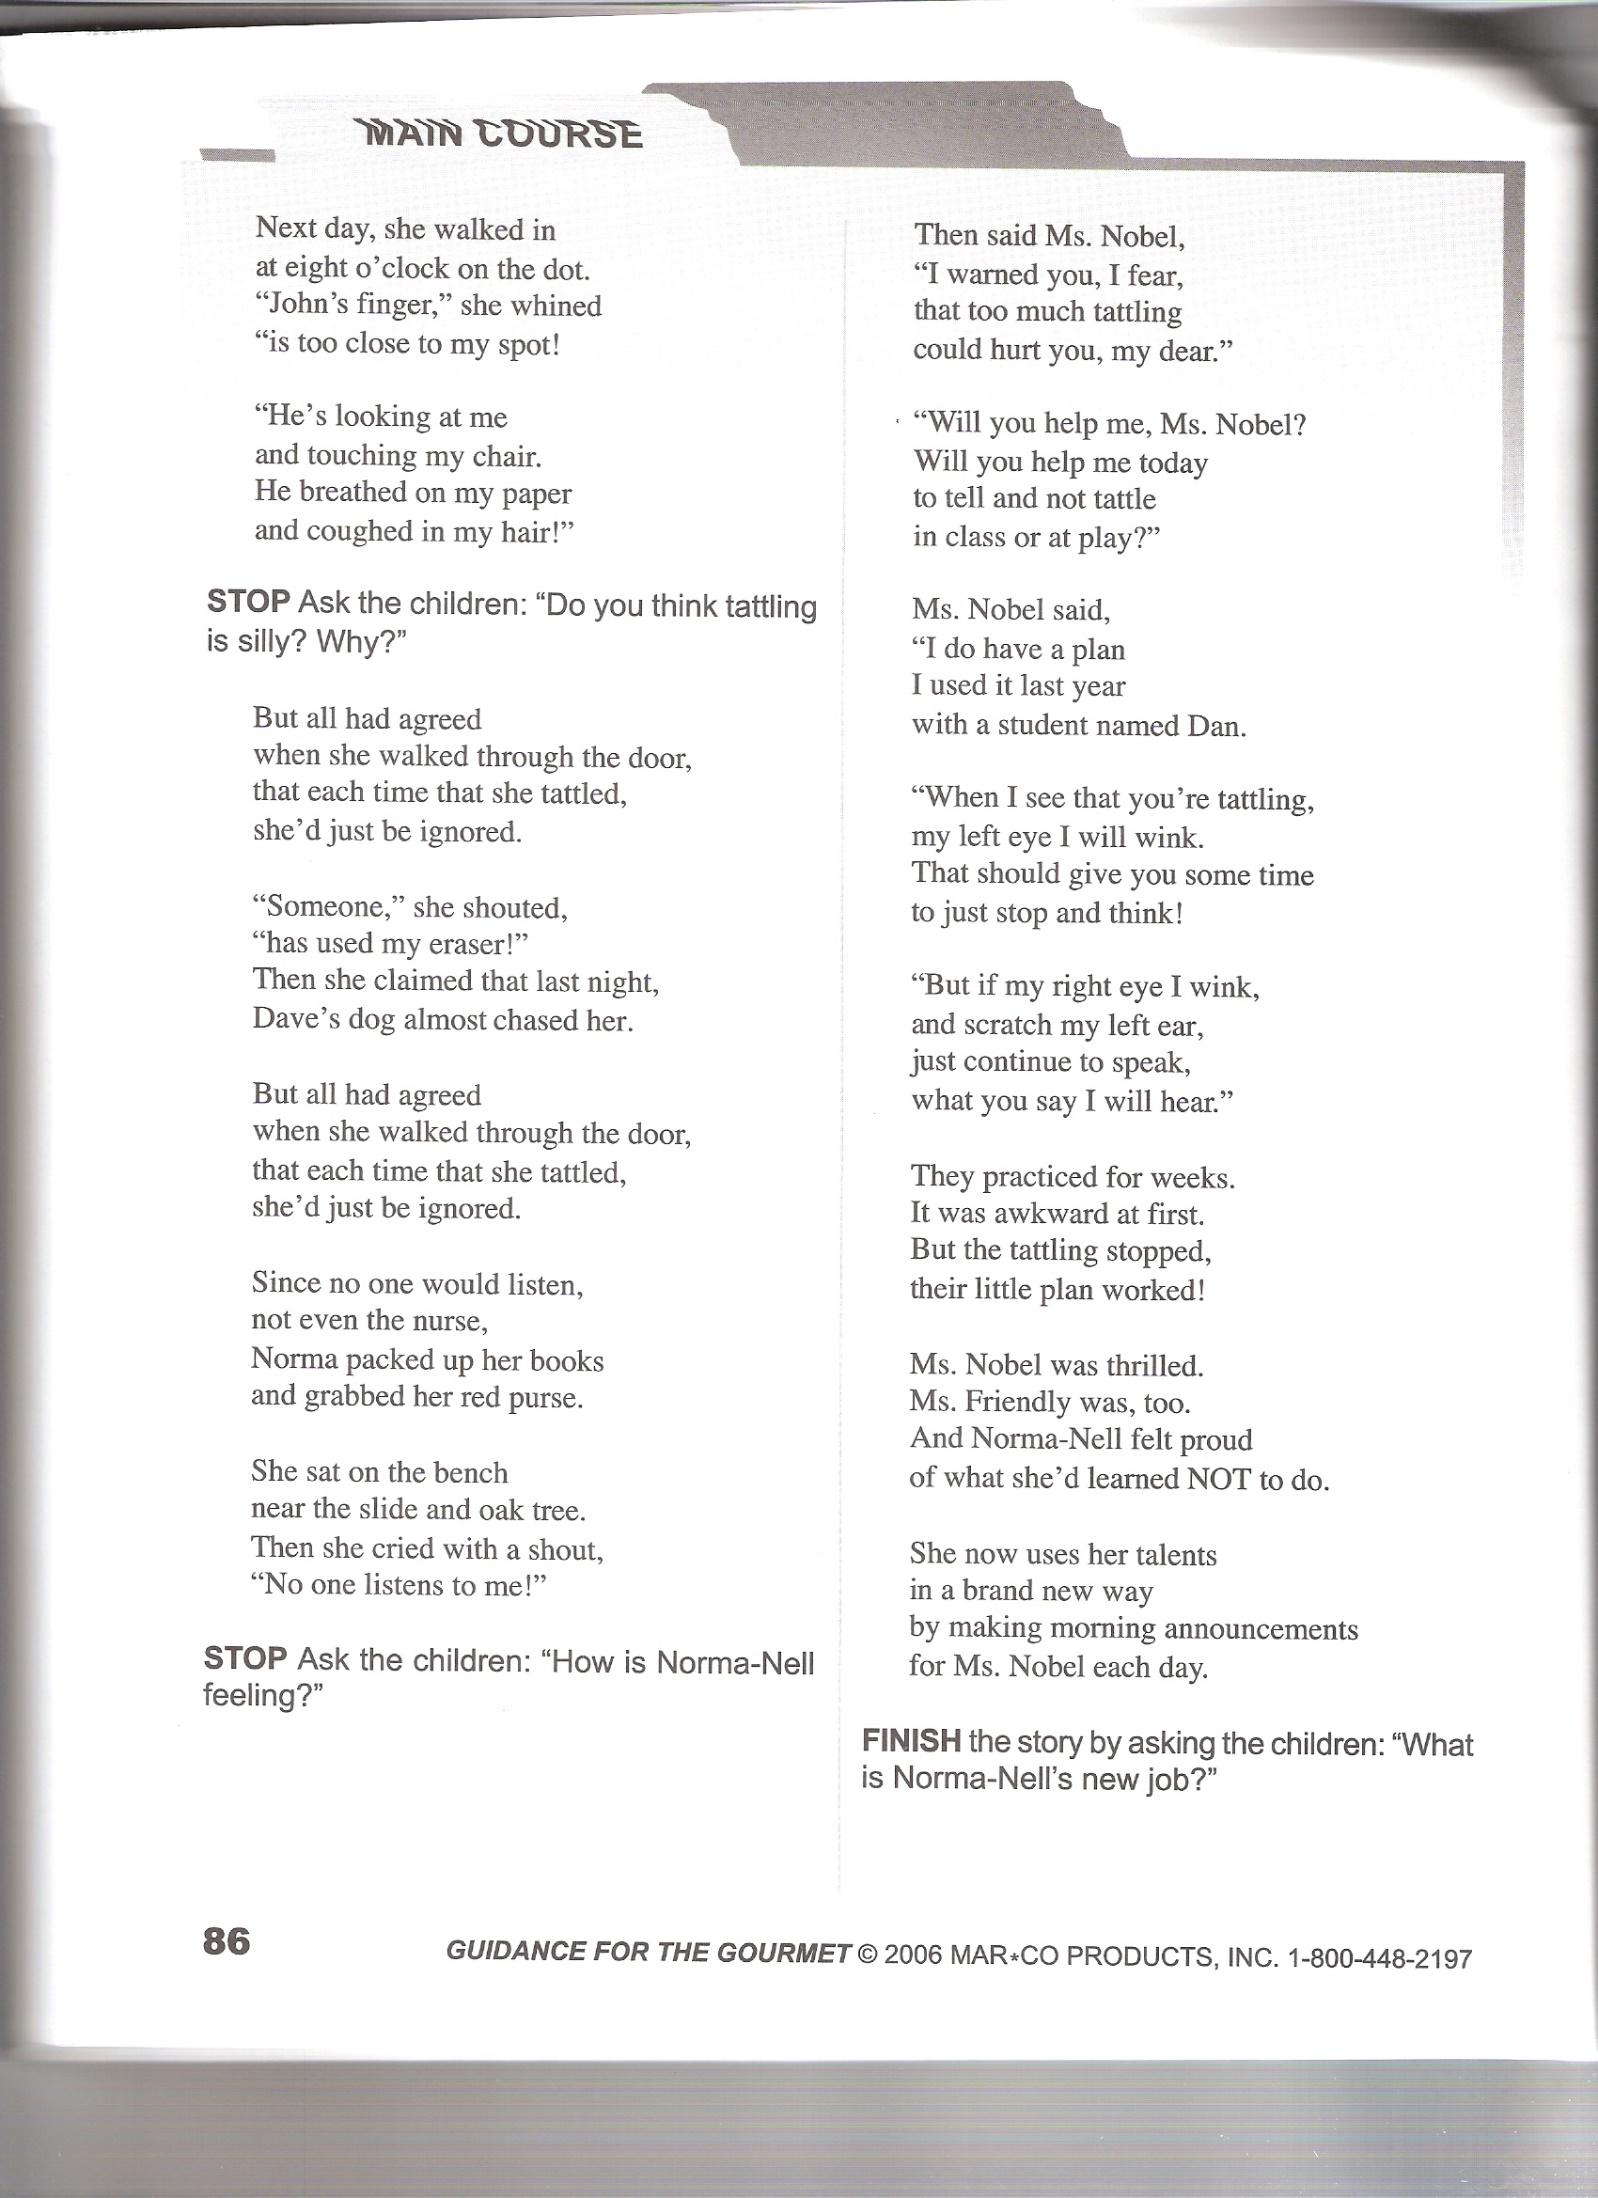 MAIN COURSE
Next day, she walked in
at eight o’clock on the dot.
“John’s finger,” she whined
“is too close to my spot!
“He’s looking at me
and touching my chair.
He breathed on my paper
and coughed in my hair!”
STOP Ask the children: “Do you think tattling
is silly? Why?”
But all had agreed
when she walked through the door,
that each time that she tattled,
she’d just be ignored.
“Someone,” she shouted,
“has used my eraser!”
Then she claimed that last night,
Dave’s dog almost chased her.
But all had agreed
when she walked through the door,
that each time that she tattled,
she’d just be ignored.
Since no one would listen,
not even the nurse,
Norma packed up her books
and grabbed her red purse.
She sat on the bench
near the slide and oak tree.
Then she cried with a shout,
“No one listens to me!”
STOP Ask the children: “How is Norma-Nell
feeling?”
Then said Ms. Nobel,
“I warned you, I fear,
that too much tattling
could hurt you, my dear.”
“Will you help me, Ms. Nobel?
Will you help me today
to tell and not tattle
in class or at play?”
Ms. Nobel said,
“I do have a plan
I used it last year
with a student named Dan.
“When I see that you’re tattling,
my left eye I will wink.
That should give you some time
to just stop and think!
“But if my right eye I wink,
and scratch my left ear,
just continue to speak,
what you say I will hear.”
They practiced for weeks.
It was awkward at first.
But the tattling stopped,
their little plan worked!
Ms. Nobel was thrilled.
Ms. Friendly was, too.
And Norma-Nell felt proud
of what she’d learned NOT to do.
She now uses her talents
in a brand new way
by making morning announcements
for Ms. Nobel each day.
FINISH the story by asking the children: “What
is Norma-Nell’s new job?”
86
GUIDANCE FOR THE GOURMET © 2006 MAR*CO PRODUCTS, INC. 1-800-448-2197